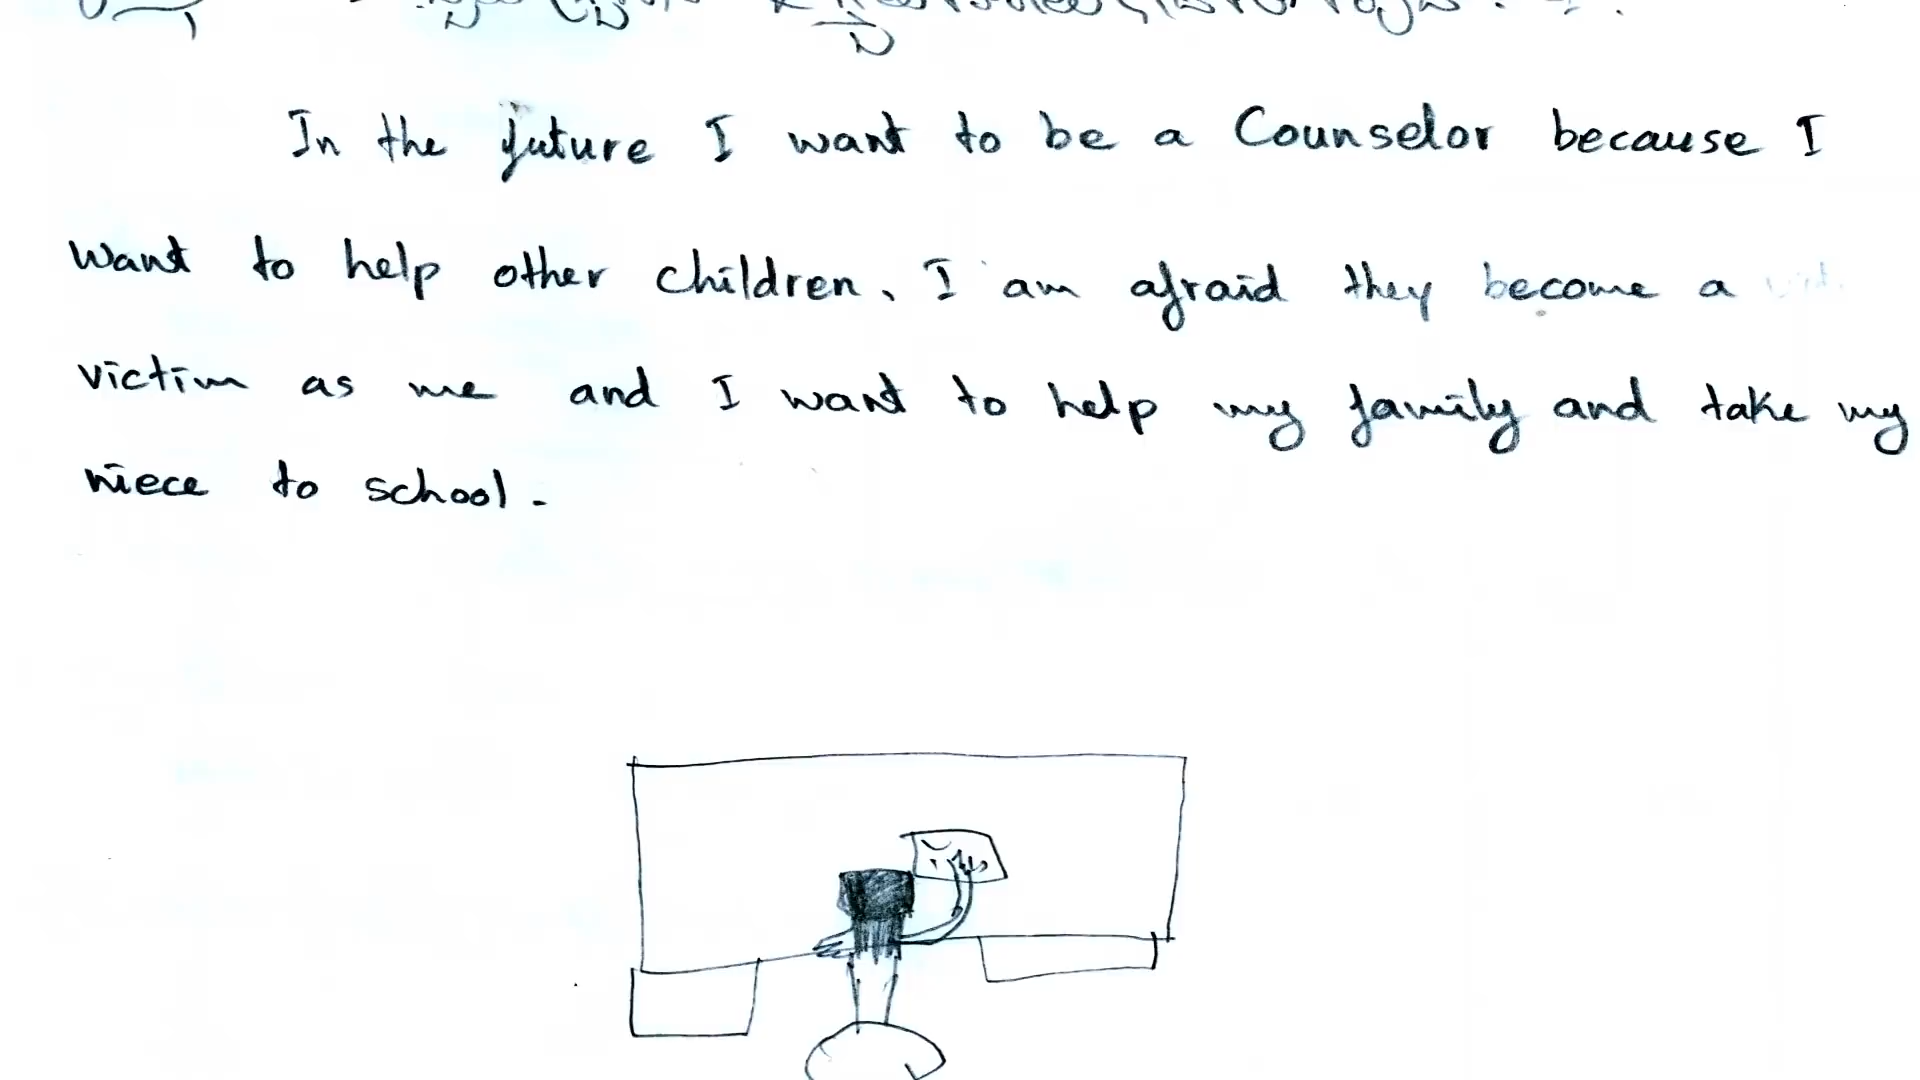 In the future I want to be a Counselor because I
want to help other children. I am afraid they become a
victim as me and I want to help my family and take my
niece to school.